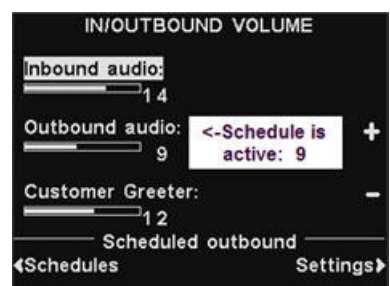 IN/OUTBOUND VOLUME
Inbound audio:
14
Outbound audio:
9
<-Schedule is
active: 9
+
Customer Greeter:
12
-
Scheduled outbound
◀Schedules
Settings▶